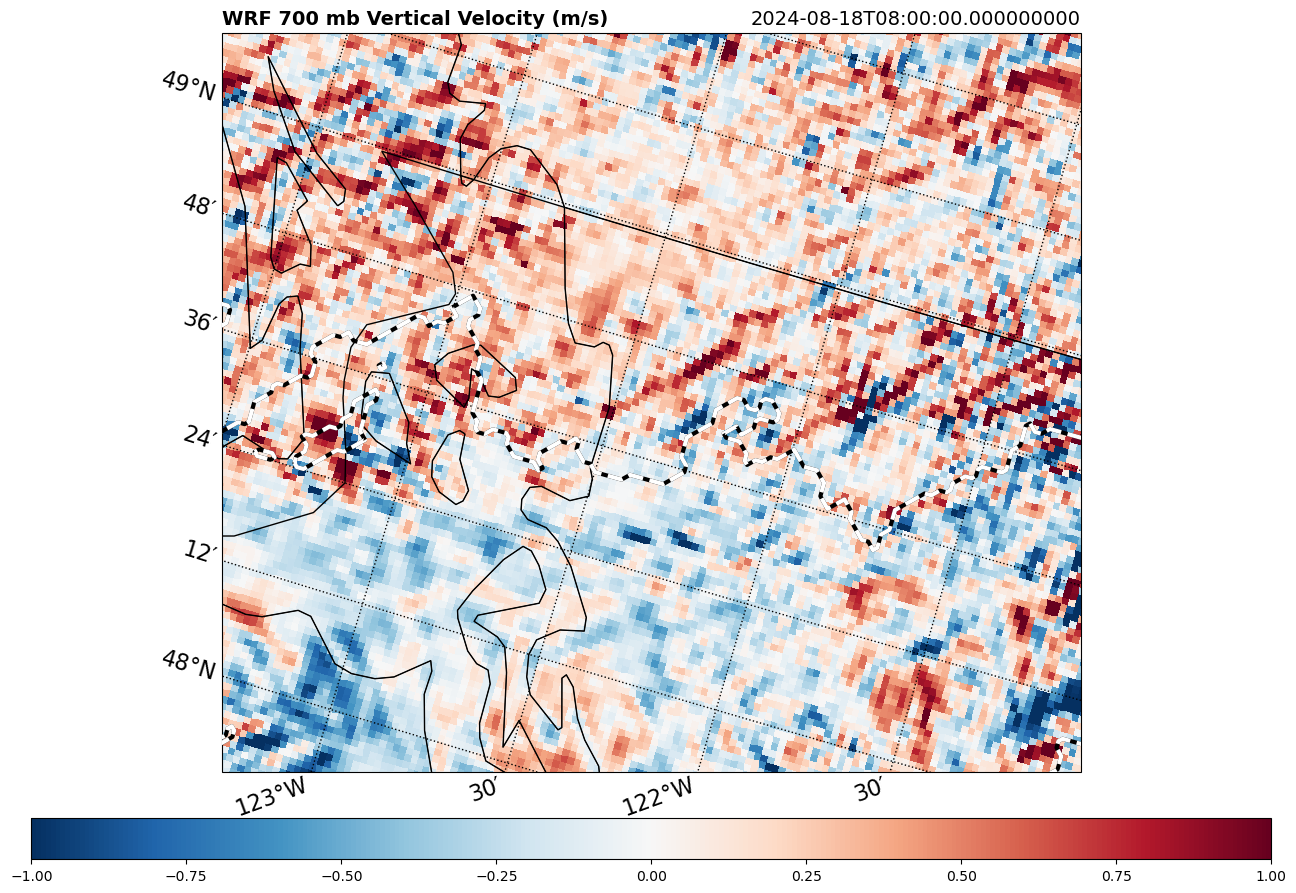 WRF 700 mb Vertical Velocity (m/s) 2024-08-18T08:00:00.000000000
49°N
48′
36′
24′
12′
48°N
123°W 30′ 122°W 30′
−1.00 −0.75 −0.50 −0.25 0.00 0.25 0.50 0.75 1.00